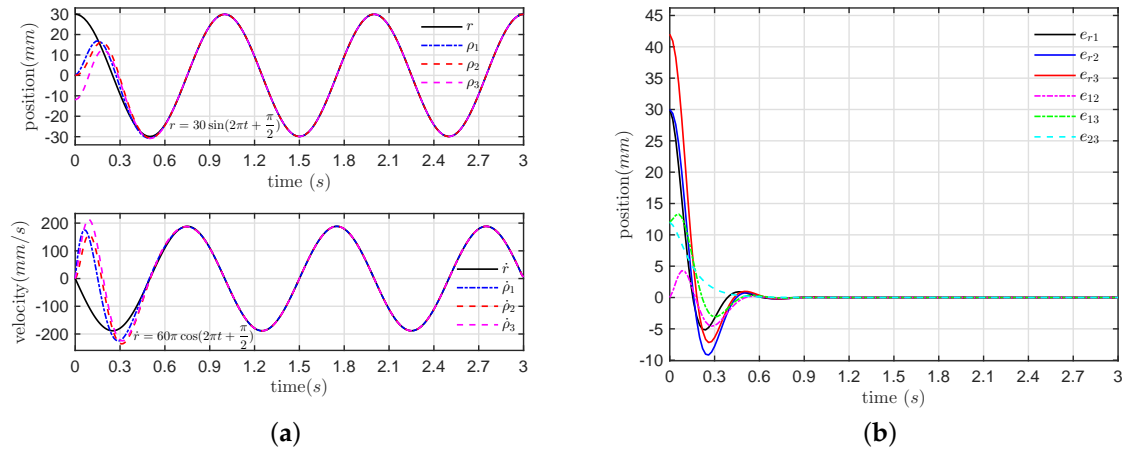 position(mm)
30
20
10
0
-10
-20
-30
r
ρ1
ρ2
ρ3
r = 30 sin(2πt + π/2)
0 0.3 0.6 0.9 1.2 1.5 1.8 2.1 2.4 2.7 3
time (s)
velocity(mm/s)
200
100
0
-100
-200
ṙ
ρ̇1
ρ̇2
ρ̇3
ṙ = 60π cos(2πt + π/2)
0 0.3 0.6 0.9 1.2 1.5 1.8 2.1 2.4 2.7 3
time(s)
(a)
position(mm)
45
40
35
30
25
20
15
10
5
0
-5
-10
er1
er2
er3
e12
e13
e23
0 0.3 0.6 0.9 1.2 1.5 1.8 2.1 2.4 2.7 3
time (s)
(b)